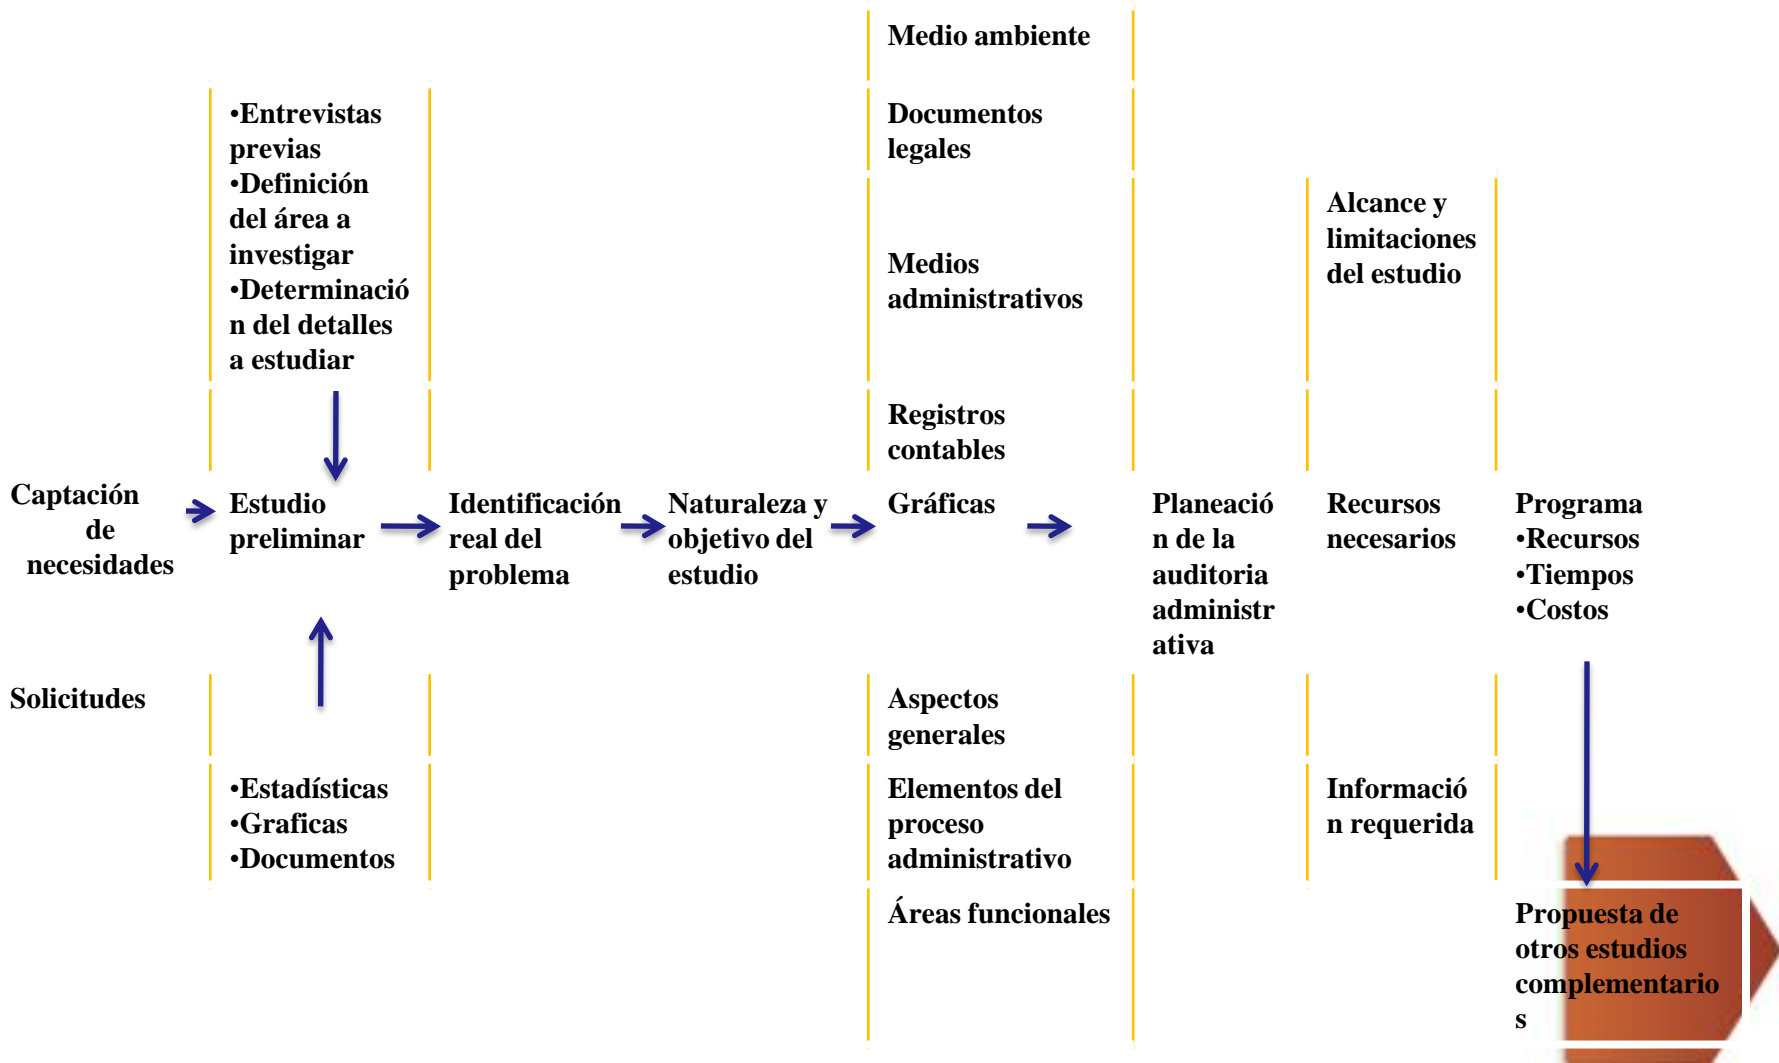 Medio ambiente
•Entrevistas
previas
•Definición
del área a
investigar
•Determinació
n del detalles
a estudiar
Documentos
legales
Medios
administrativos
Alcance y
limitaciones
del estudio
Registros
contables
Captación
de
necesidades
Estudio
preliminar
Identificación
real del
problema
Naturaleza y
objetivo del
estudio
Gráficas
Planeació
n de la
auditoria
administr
ativa
Recursos
necesarios
Programa
•Recursos
•Tiempos
•Costos
Solicitudes
Aspectos
generales
•Estadísticas
•Graficas
•Documentos
Elementos del
proceso
administrativo
Informació
n requerida
Áreas funcionales
Propuesta de
otros estudios
complementario
s